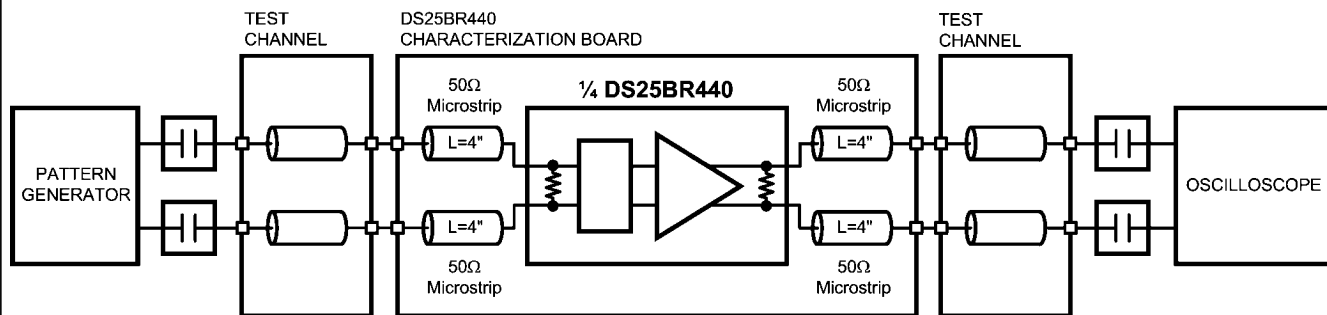 TEST
CHANNEL
DS25BR440
CHARACTERIZATION BOARD
TEST
CHANNEL
50Ω
Microstrip
¼ DS25BR440
50Ω
Microstrip
L=4"
L=4"
PATTERN
GENERATOR
OSCILLOSCOPE
L=4"
L=4"
50Ω
Microstrip
50Ω
Microstrip